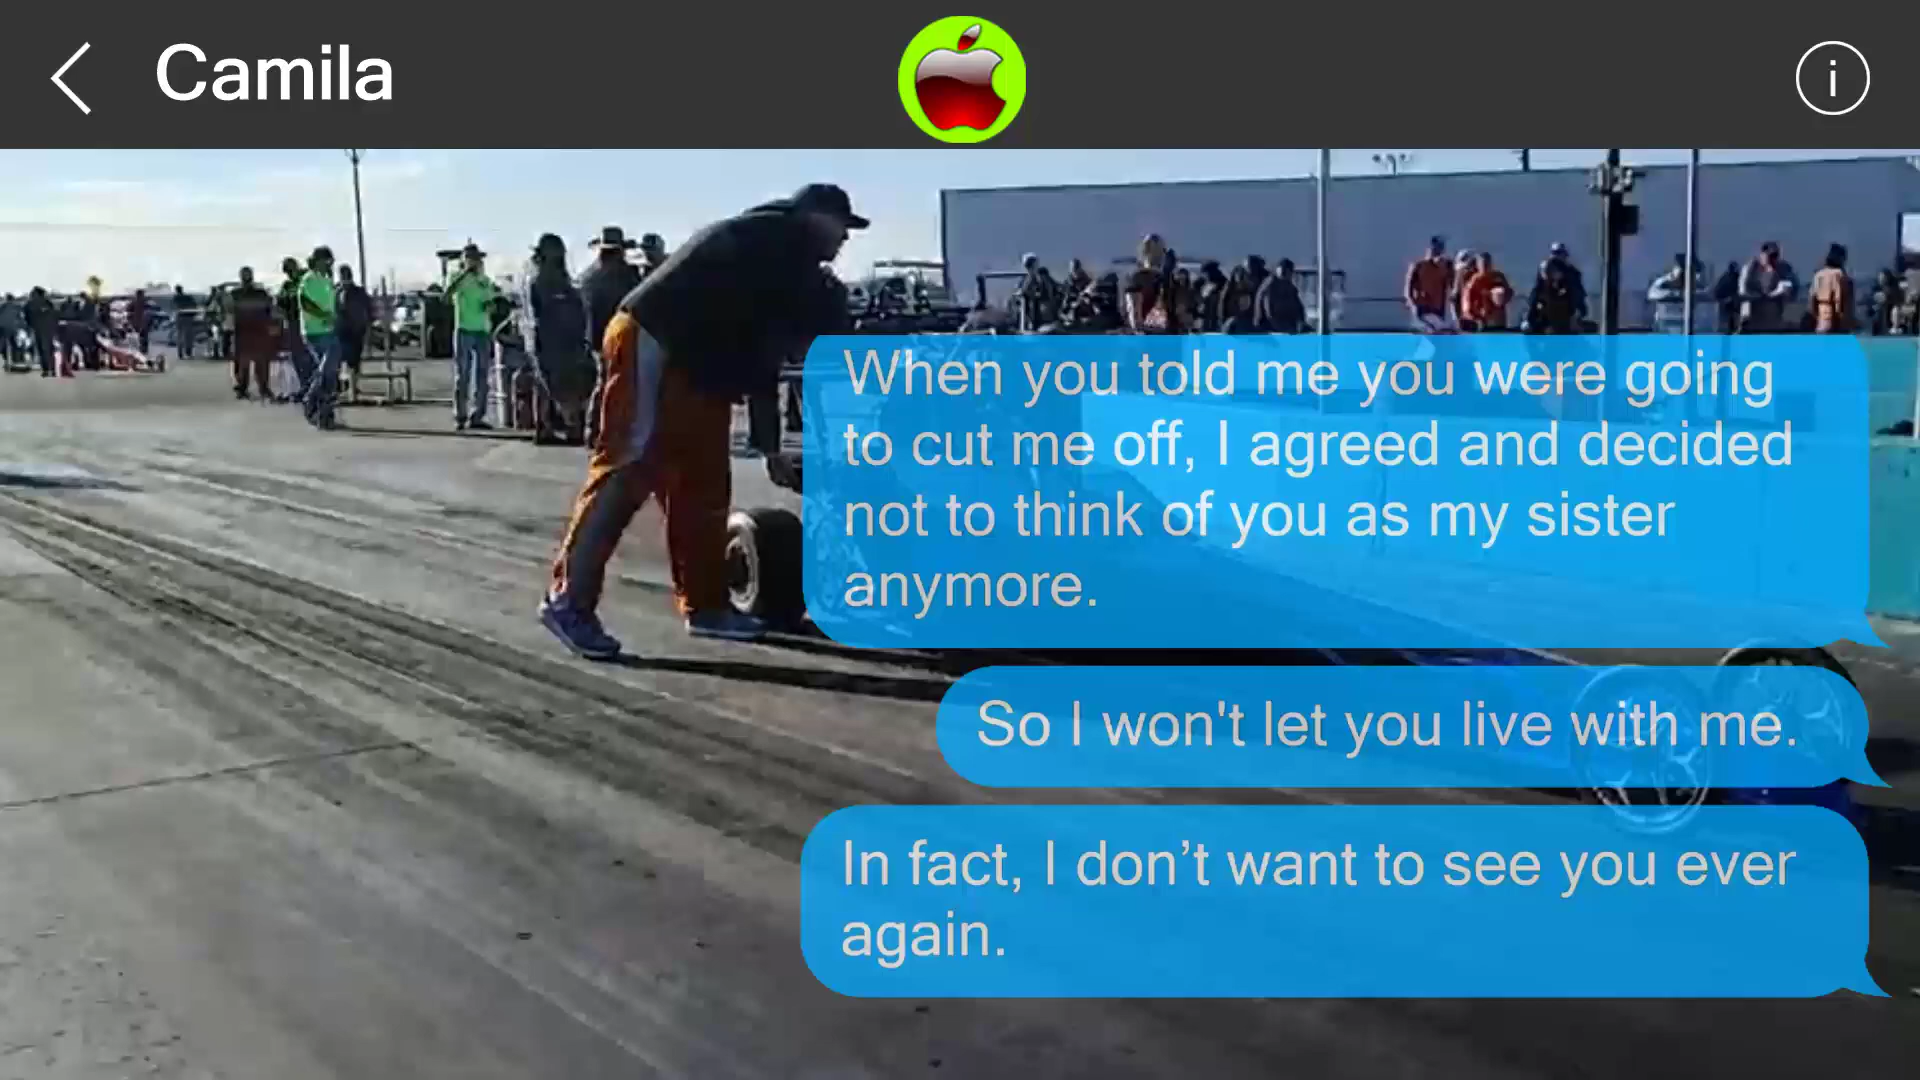 Camila
i
When you told me you were going
to cut me off, I agreed and decided
not to think of you as my sister
anymore.
So I won't let you live with me.
In fact, I don’t want to see you ever
again.